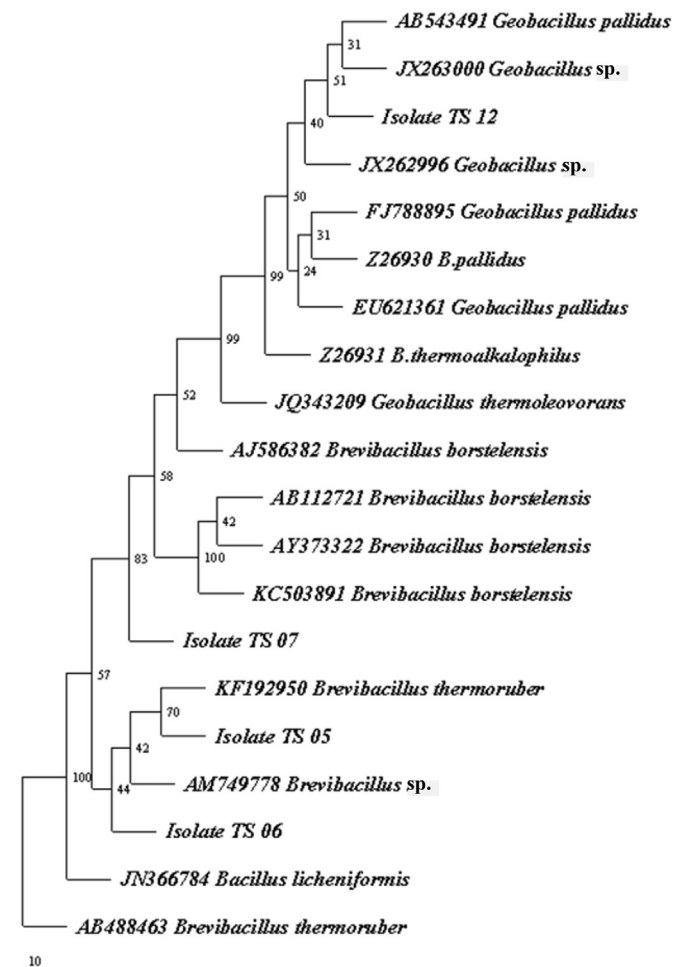 AB543491 Geobacillus pallidus
31
JX263000 Geobacillus sp.
51
Isolate TS 12
40
JX262996 Geobacillus sp.
50
FJ788895 Geobacillus pallidus
31
Z26930 B.pallidus
24
99
EU621361 Geobacillus pallidus
99
Z26931 B.thermoalkalophilus
52
JQ343209 Geobacillus thermoleovorans
AJ586382 Brevibacillus borstelensis
58
AB112721 Brevibacillus borstelensis
42
AY373322 Brevibacillus borstelensis
83
100
KC503891 Brevibacillus borstelensis
Isolate TS 07
57
KF192950 Brevibacillus thermoruber
70
Isolate TS 05
42
100
AM749778 Brevibacillus sp.
44
Isolate TS 06
JN366784 Bacillus licheniformis
AB488463 Brevibacillus thermoruber
10